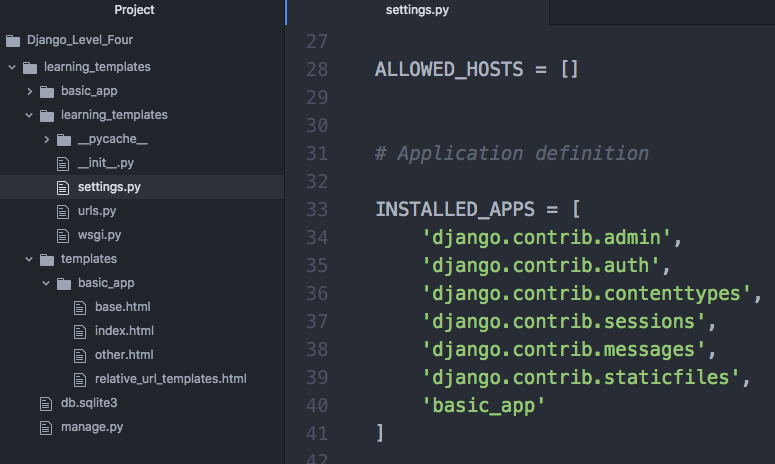 Project
Django_Level_Four
learning_templates
basic_app
learning_templates
__pycache__
__init__.py
settings.py
urls.py
wsgi.py
templates
basic_app
base.html
index.html
other.html
relative_url_templates.html
db.sqlite3
manage.py
settings.py
27
28 ALLOWED_HOSTS = []
29
30
31 # Application definition
32
33 INSTALLED_APPS = [
34 'django.contrib.admin',
35 'django.contrib.auth',
36 'django.contrib.contenttypes',
37 'django.contrib.sessions',
38 'django.contrib.messages',
39 'django.contrib.staticfiles',
40 'basic_app'
41 ]
42